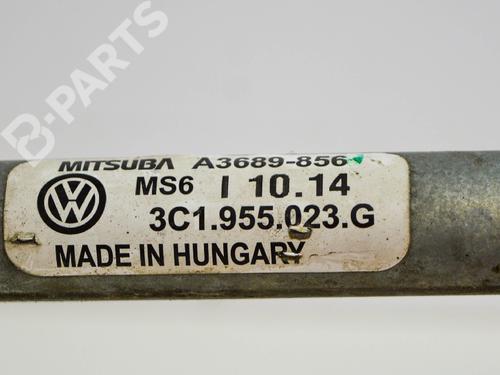 B-PARTS
MITSUBA A3689-856
MS6 I 10.14
3C1.955.023.G
MADE IN HUNGARY